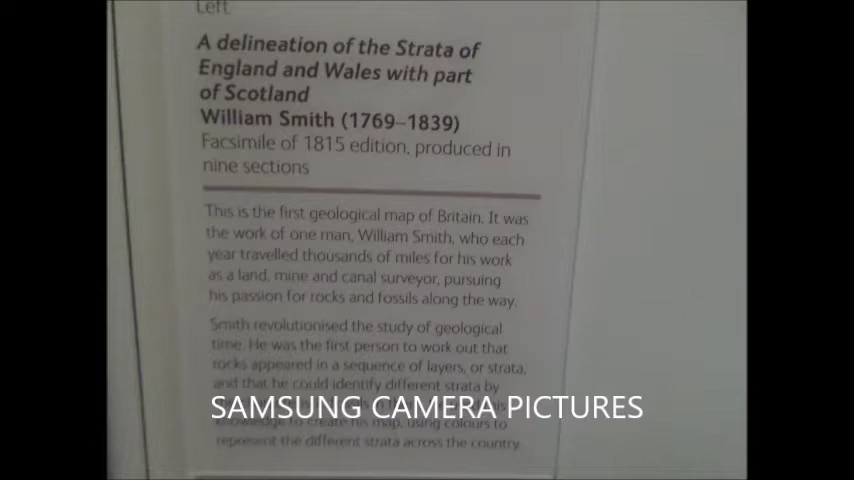 Left
A delineation of the Strata of
England and Wales with part
of Scotland
William Smith (1769–1839)
Facsimile of 1815 edition, produced in
nine sections
This is the first geological map of Britain. It was
the work of one man, William Smith, who each
year travelled thousands of miles for his work
as a land, mine and canal surveyor, pursuing
his passion for rocks and fossils along the way.
Smith revolutionised the study of geological
time. He was the first person to work out that
rocks appeared in a sequence of layers, or strata,
and that he could identify different strata by
SAMSUNG CAMERA PICTURES
knowledge to create his map, using colours to
represent the different strata across the country.